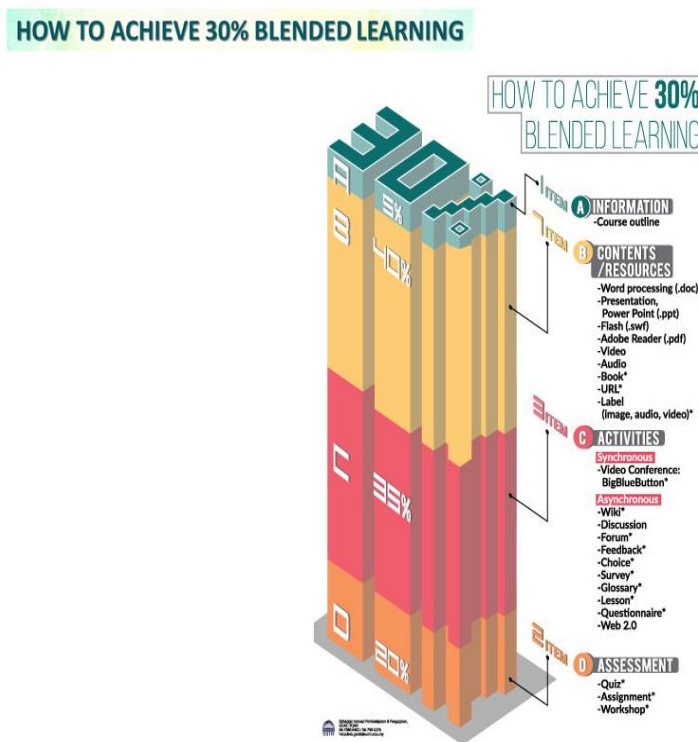 HOW TO ACHIEVE 30% BLENDED LEARNING
HOW TO ACHIEVE 30%
BLENDED LEARNING
30%
A
5%
B
40%
C
35%
D
20%
1 ITEM
A INFORMATION
-Course outline
7 ITEM
B CONTENTS
/RESOURCES
-Word processing (.doc)
-Presentation,
Power Point (.ppt)
-Flash (.swf)
-Adobe Reader (.pdf)
-Video
-Audio
-Book*
-URL*
-Label
(image, audio, video)*
3 ITEM
C ACTIVITIES
Synchronous
-Video Conference:
BigBlueButton*
Asynchronous
-Wiki*
-Discussion
-Forum*
-Feedback*
-Choice*
-Survey*
-Glossary*
-Lesson*
-Questionnaire*
-Web 2.0
2 ITEM
D ASSESSMENT
-Quiz*
-Assignment*
-Workshop*